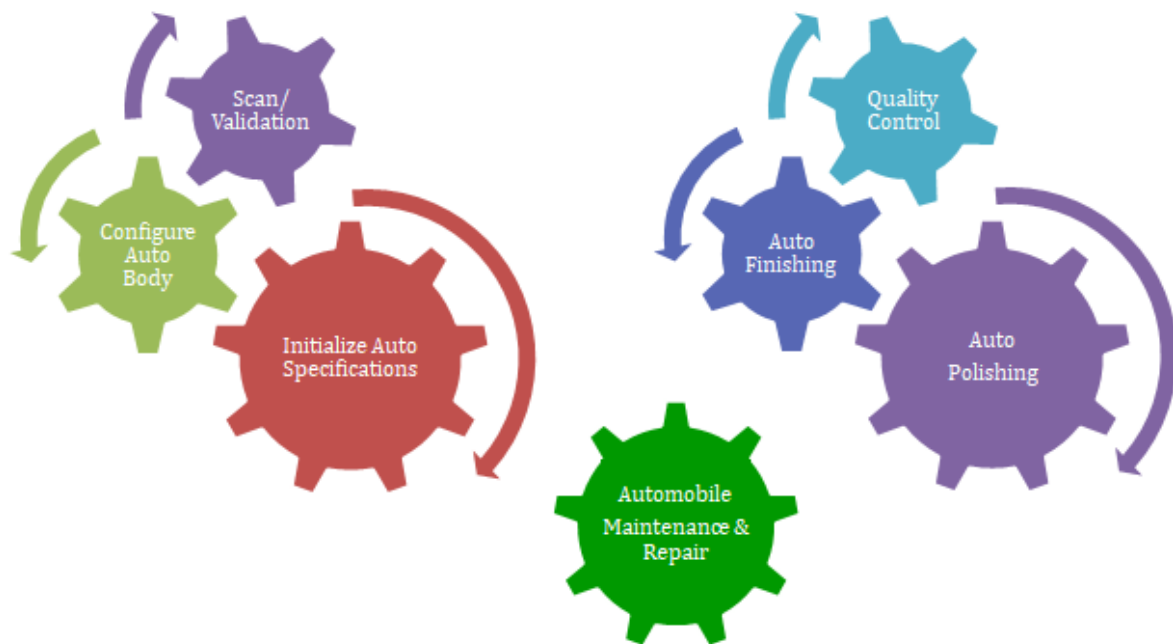 Scan/
Validation
Configure
Auto
Body
Initialize Auto
Specifications
Quality
Control
Auto
Finishing
Auto
Polishing
Automobile
Maintenance &
Repair